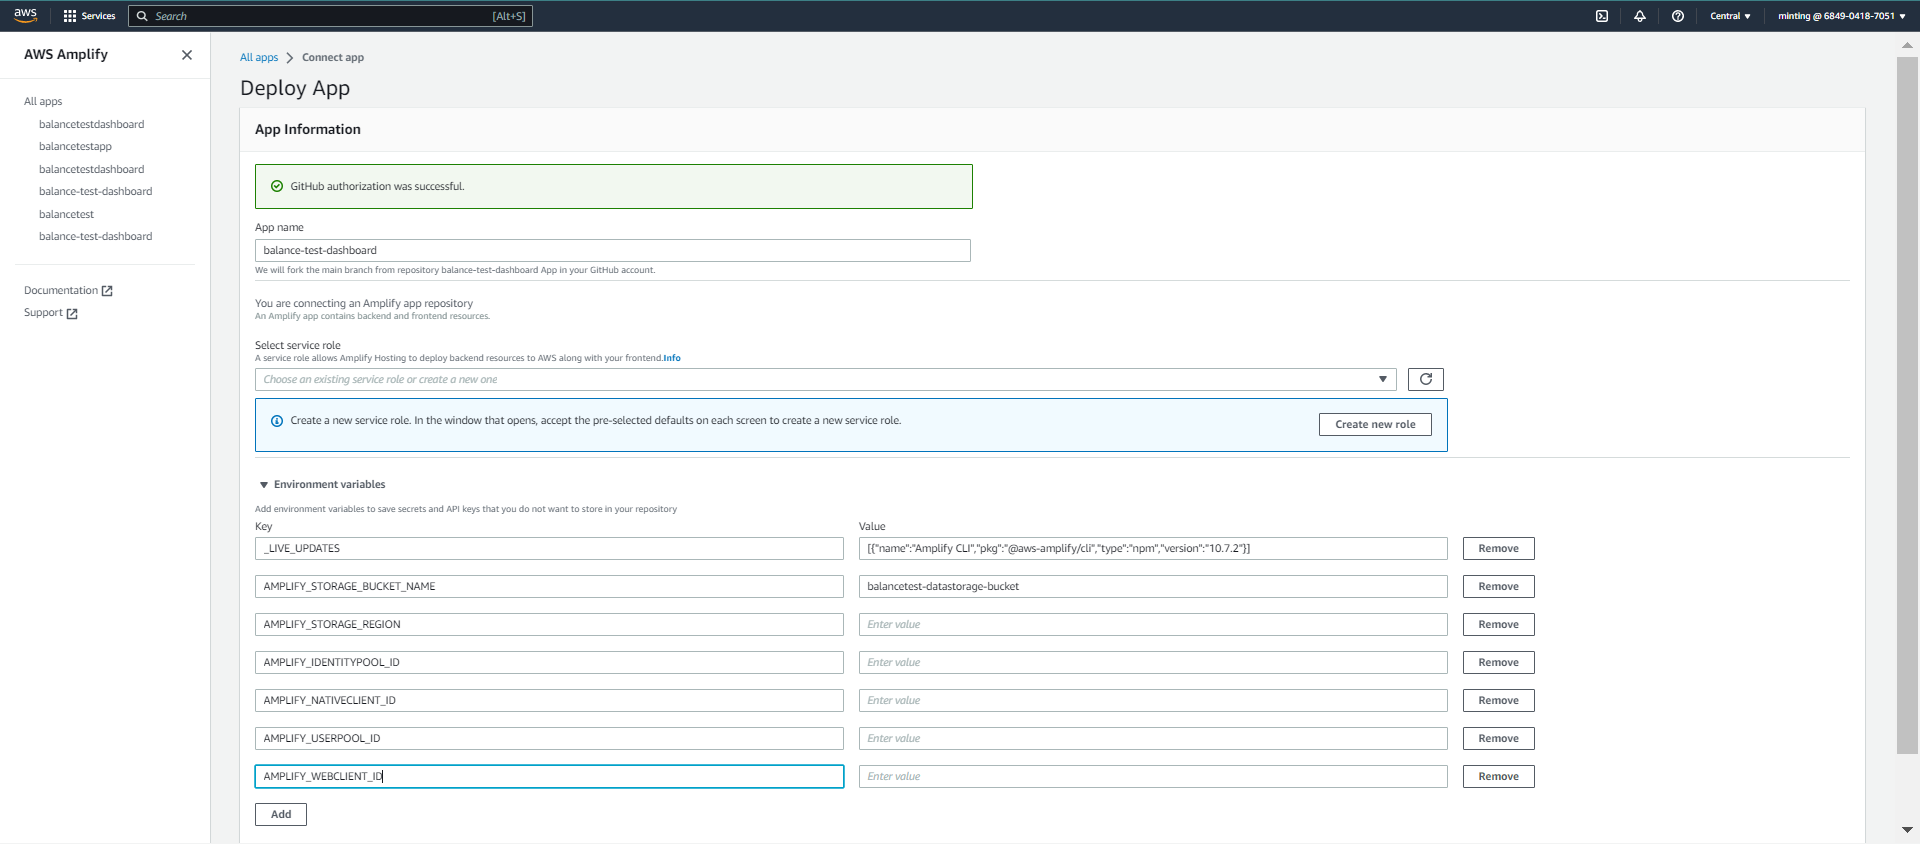 aws Services Search [Alt+S] Central minting @ 6849-0418-7051
AWS Amplify
All apps
balancetestdashboard
balancetestapp
balancetestdashboard
balance-test-dashboard
balancetest
balance-test-dashboard
Documentation
Support
All apps Connect app
Deploy App
App Information
GitHub authorization was successful.
App name
balance-test-dashboard
We will fork the main branch from repository balance-test-dashboard App in your GitHub account.
You are connecting an Amplify app repository
An Amplify app contains backend and frontend resources.
Select service role
A service role allows Amplify Hosting to deploy backend resources to AWS along with your frontend.Info
Choose an existing service role or create a new one
Create a new service role. In the window that opens, accept the pre-selected defaults on each screen to create a new service role. Create new role
Environment variables
Add environment variables to save secrets and API keys that you do not want to store in your repository
Key Value
_LIVE_UPDATES [{"name":"Amplify CLI","pkg":"@aws-amplify/cli","type":"npm","version":"10.7.2"}] Remove
AMPLIFY_STORAGE_BUCKET_NAME balancetest-datastorage-bucket Remove
AMPLIFY_STORAGE_REGION Enter value Remove
AMPLIFY_IDENTITYPOOL_ID Enter value Remove
AMPLIFY_NATIVECLIENT_ID Enter value Remove
AMPLIFY_USERPOOL_ID Enter value Remove
AMPLIFY_WEBCLIENT_ID Enter value Remove
Add